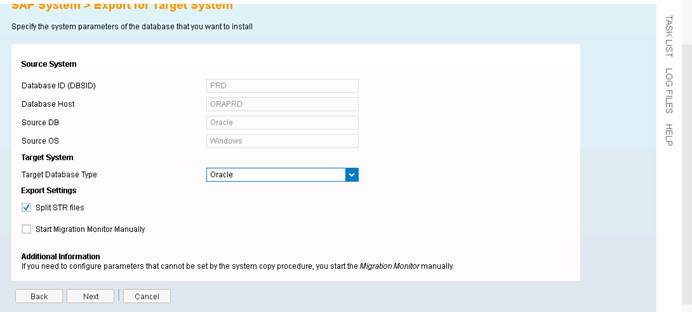 SAP System > Export for Target System
Specify the system parameters of the database that you want to install
Source System
Database ID (DBSID) PRD
Database Host ORAPRD
Source DB Oracle
Source OS Windows
Target System
Target Database Type Oracle
Export Settings
Split STR files
Start Migration Monitor Manually
Additional Information
If you need to configure parameters that cannot be set by the system copy procedure, you start the Migration Monitor manually.
Back Next Cancel
TASK LIST LOG FILES HELP